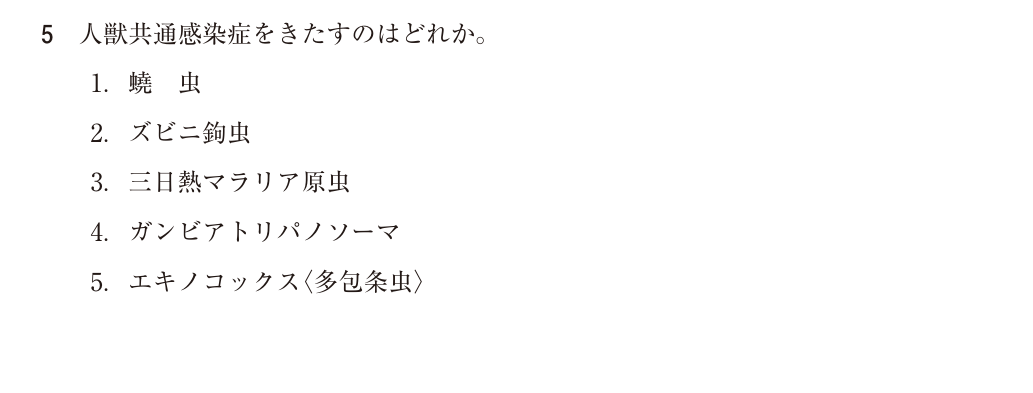 5 人獣共通感染症をきたすのはどれか。
1. 蟯　虫
2. ズビニ鉤虫
3. 三日熱マラリア原虫
4. ガンビアトリパノソーマ
5. エキノコックス〈多包条虫〉